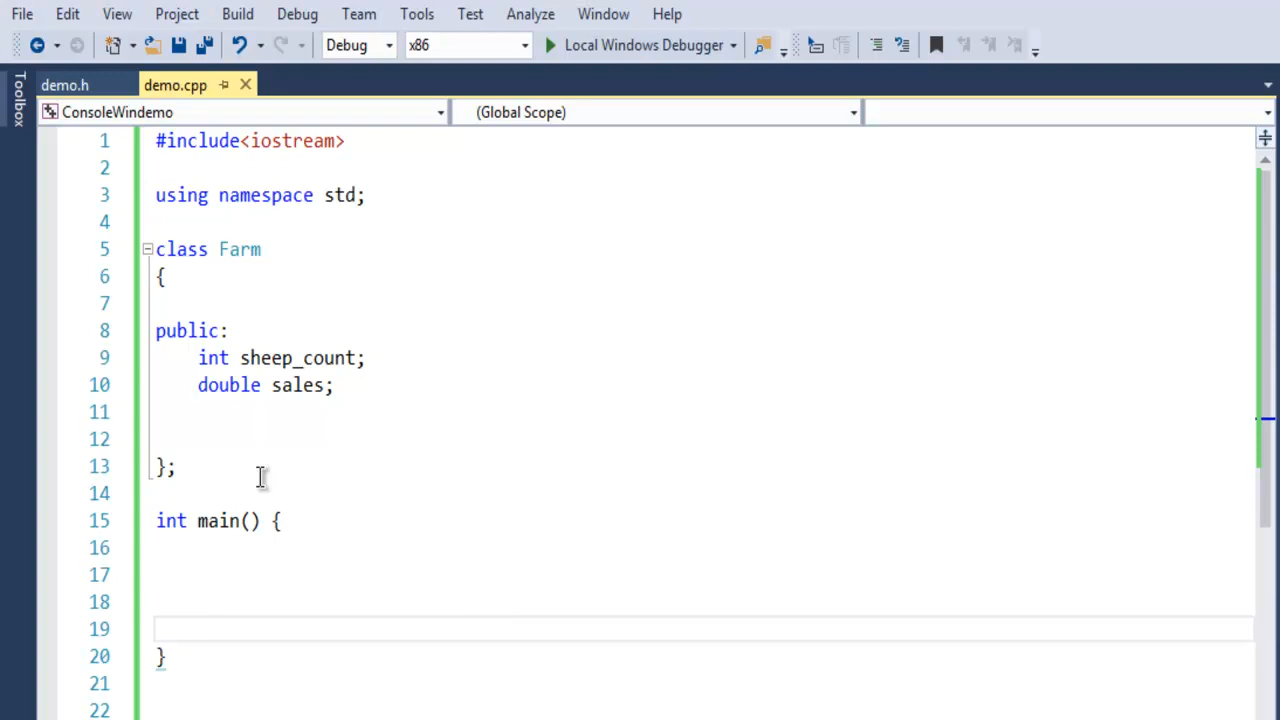 File Edit View Project Build Debug Team Tools Test Analyze Window Help
Debug x86 Local Windows Debugger
Toolbox
demo.h demo.cpp
ConsoleWindemo (Global Scope)
1 #include<iostream>
2
3 using namespace std;
4
5 class Farm
6 {
7
8 public:
9 int sheep_count;
10 double sales;
11
12
13 };
14
15 int main() {
16
17
18
19
20 }
21
22